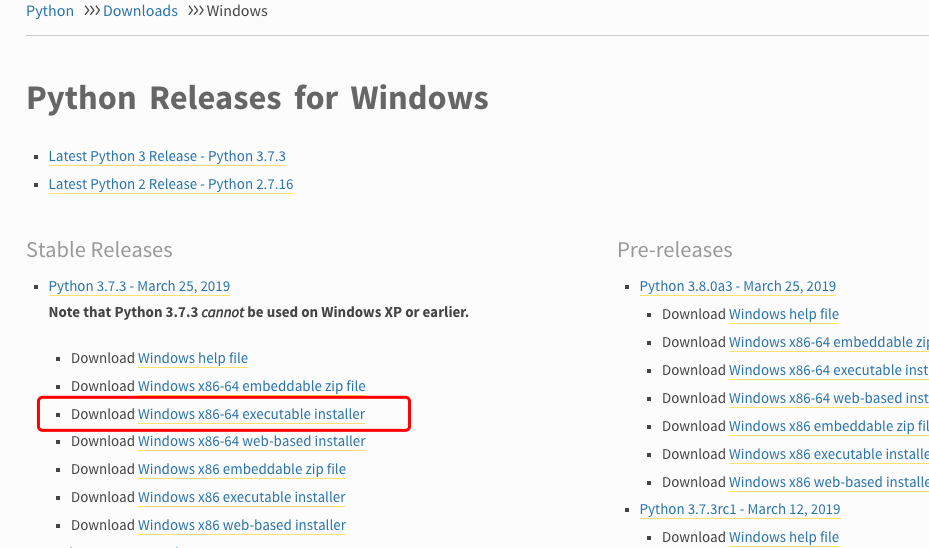 Python >>> Downloads >>> Windows
Python Releases for Windows
Latest Python 3 Release - Python 3.7.3
Latest Python 2 Release - Python 2.7.16
Stable Releases
Python 3.7.3 - March 25, 2019
Note that Python 3.7.3 cannot be used on Windows XP or earlier.
Download Windows help file
Download Windows x86-64 embeddable zip file
Download Windows x86-64 executable installer
Download Windows x86-64 web-based installer
Download Windows x86 embeddable zip file
Download Windows x86 executable installer
Download Windows x86 web-based installer
Pre-releases
Python 3.8.0a3 - March 25, 2019
Download Windows help file
Download Windows x86-64 embeddable zip
Download Windows x86-64 executable inst
Download Windows x86-64 web-based inst
Download Windows x86 embeddable zip fil
Download Windows x86 executable installe
Download Windows x86 web-based installe
Python 3.7.3rc1 - March 12, 2019
Download Windows help file